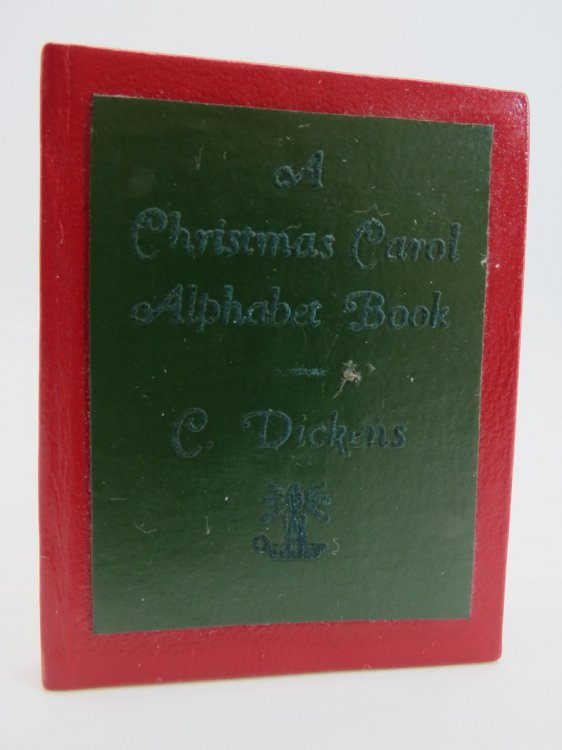 A
Christmas Carol
Alphabet Book
—
C. Dickens